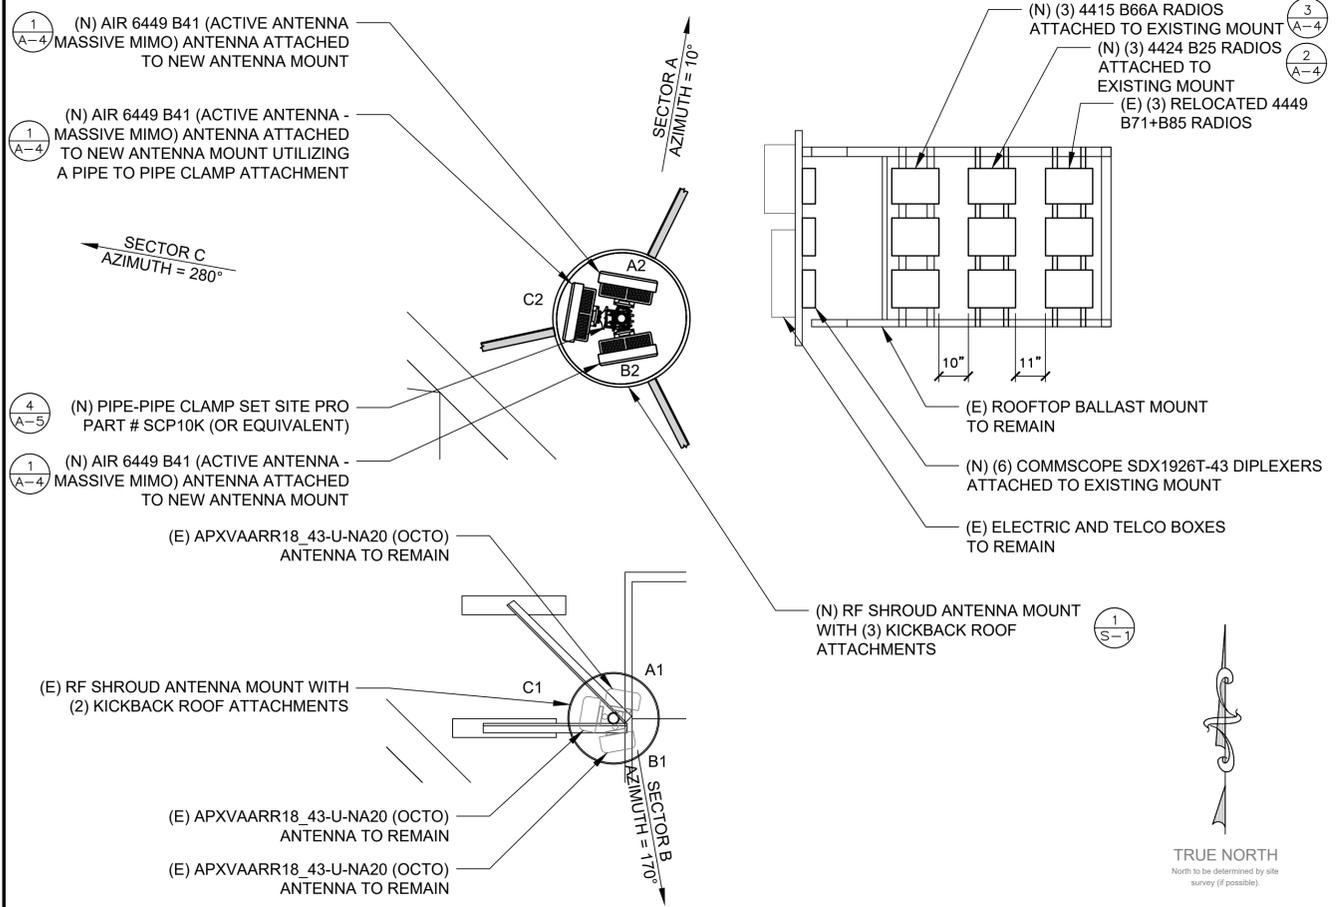 1
A-4
(N) AIR 6449 B41 (ACTIVE ANTENNA
MASSIVE MIMO) ANTENNA ATTACHED
TO NEW ANTENNA MOUNT
1
A-4
(N) AIR 6449 B41 (ACTIVE ANTENNA -
MASSIVE MIMO) ANTENNA ATTACHED
TO NEW ANTENNA MOUNT UTILIZING
A PIPE TO PIPE CLAMP ATTACHMENT
SECTOR A
AZIMUTH = 10°
SECTOR C
AZIMUTH = 280°
A2
C2
B2
4
A-5
(N) PIPE-PIPE CLAMP SET SITE PRO
PART # SCP10K (OR EQUIVALENT)
1
A-4
(N) AIR 6449 B41 (ACTIVE ANTENNA -
MASSIVE MIMO) ANTENNA ATTACHED
TO NEW ANTENNA MOUNT
(N) (3) 4415 B66A RADIOS
ATTACHED TO EXISTING MOUNT
3
A-4
(N) (3) 4424 B25 RADIOS
ATTACHED TO
EXISTING MOUNT
2
A-4
(E) (3) RELOCATED 4449
B71+B85 RADIOS
10"
11"
(E) ROOFTOP BALLAST MOUNT
TO REMAIN
(N) (6) COMMSCOPE SDX1926T-43 DIPLEXERS
ATTACHED TO EXISTING MOUNT
(E) ELECTRIC AND TELCO BOXES
TO REMAIN
(N) RF SHROUD ANTENNA MOUNT
WITH (3) KICKBACK ROOF
ATTACHMENTS
1
S-1
(E) APXVAARR18_43-U-NA20 (OCTO)
ANTENNA TO REMAIN
(E) RF SHROUD ANTENNA MOUNT WITH
(2) KICKBACK ROOF ATTACHMENTS
A1
C1
B1
SECTOR B
AZIMUTH = 170°
(E) APXVAARR18_43-U-NA20 (OCTO)
ANTENNA TO REMAIN
(E) APXVAARR18_43-U-NA20 (OCTO)
ANTENNA TO REMAIN
TRUE NORTH
North to be determined by site
survey (if possible).